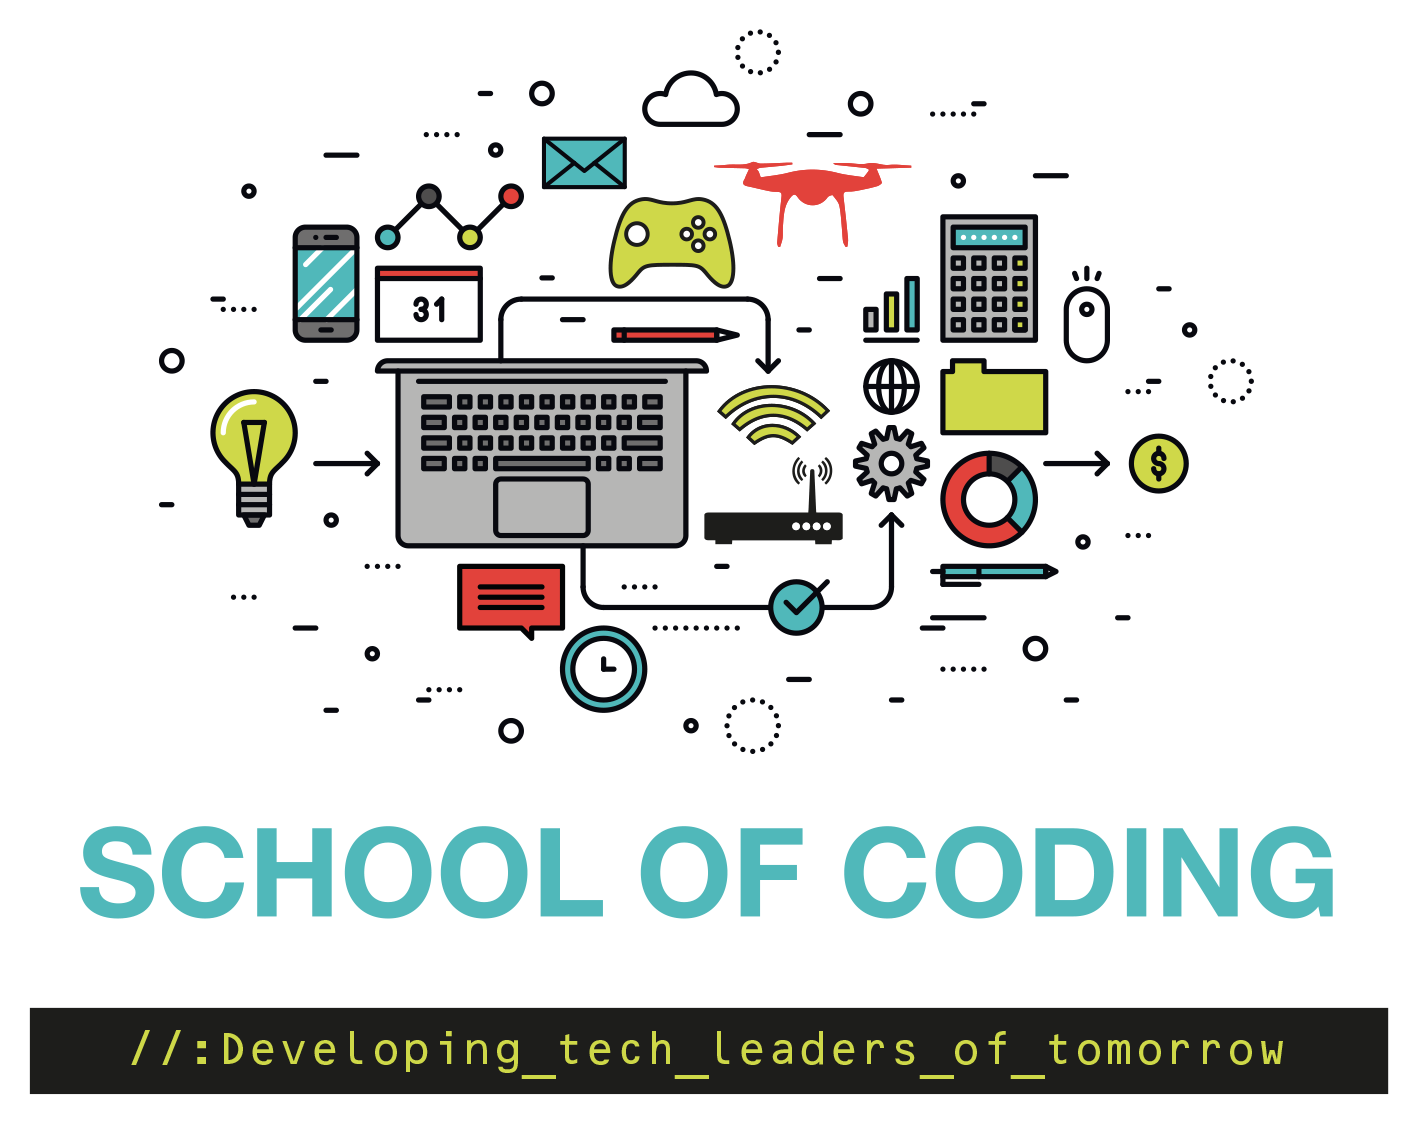 31
$
SCHOOL OF CODING
//:Developing_tech_leaders_of_tomorrow